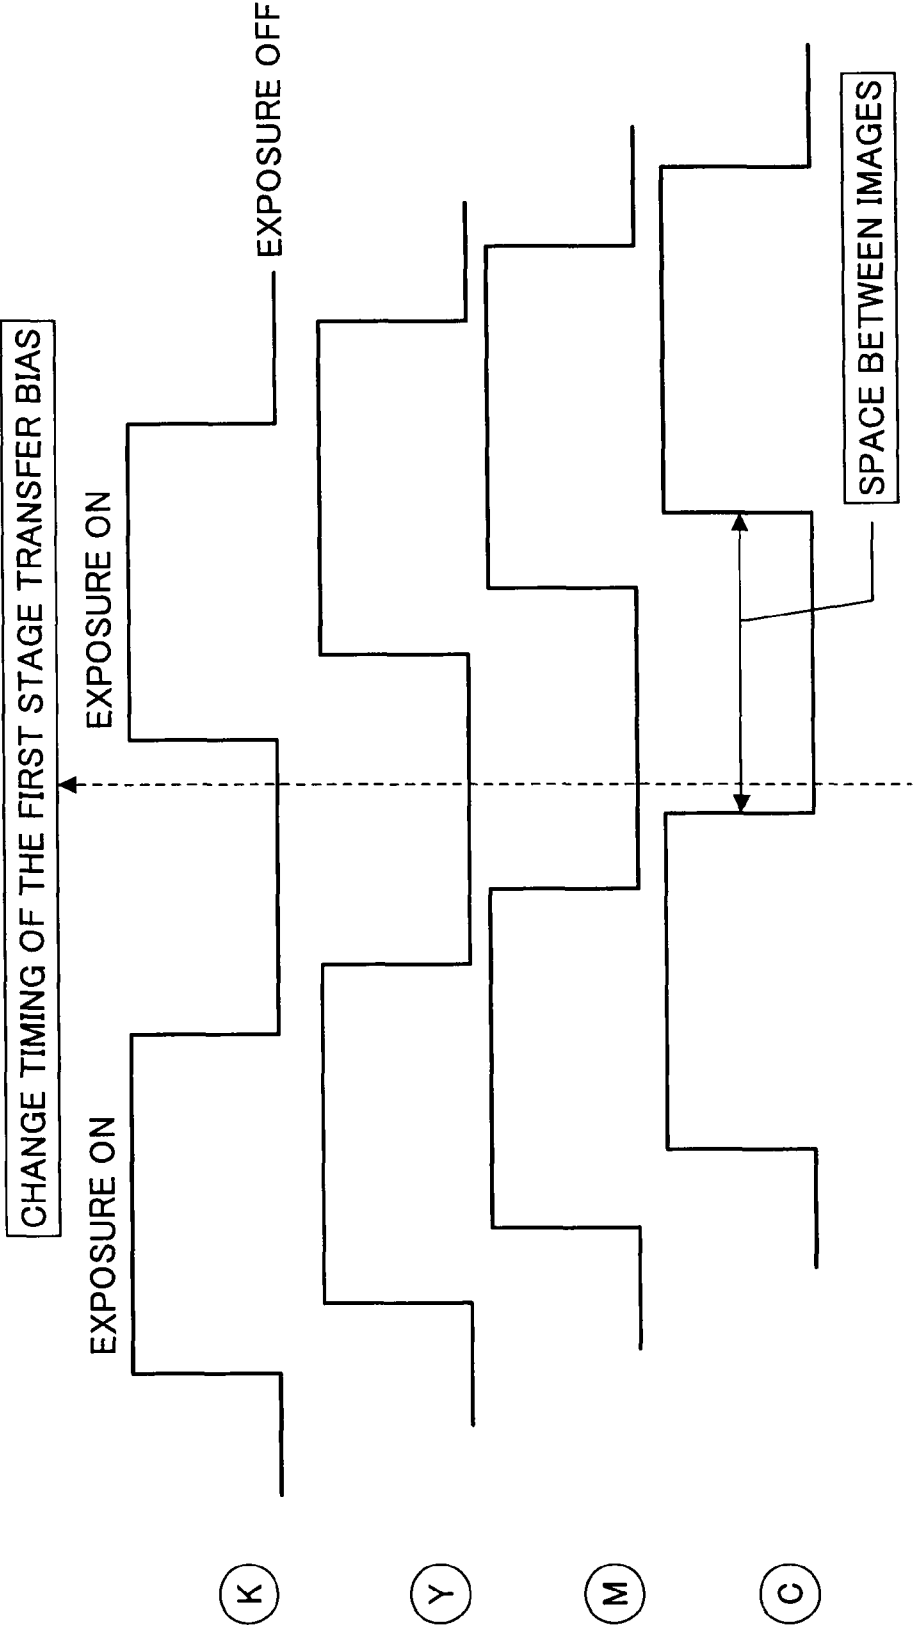 CHANGE TIMING OF THE FIRST STAGE TRANSFER BIAS
EXPOSURE ON
EXPOSURE ON
EXPOSURE OFF
K
Y
M
C
SPACE BETWEEN IMAGES